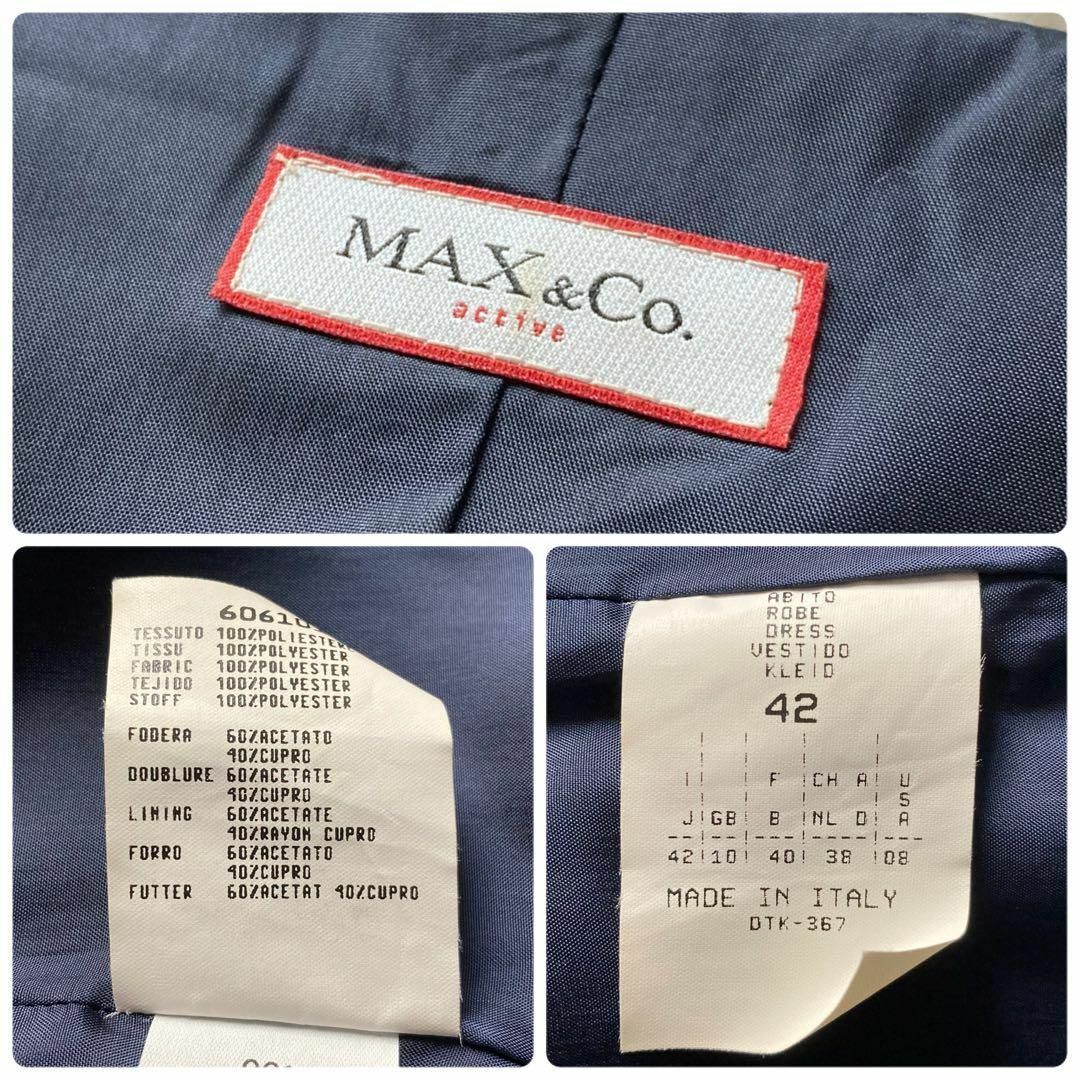 MAX&Co.
active
TESSUTO 100%POLIESTER
TISSU 100%POLYESTER
FABRIC 100%POLYESTER
TEJIDO 100%POLYESTER
STOFF 100%POLYESTER
FODERA 60%ACETATO
40%CUPRO
DOUBLURE 60%ACETATE
40%CUPRO
LINING 60%ACETATE
40%RAYON CUPRO
FORRO 60%ACETATO
40%CUPRO
FUTTER 60%ACETAT 40%CUPRO
ABITO
ROBE
DRESS
VESTIDO
KLEID
42
I F CH A U
S
J GB B NL D A
42 10 40 38 08
MADE IN ITALY
DTK-367